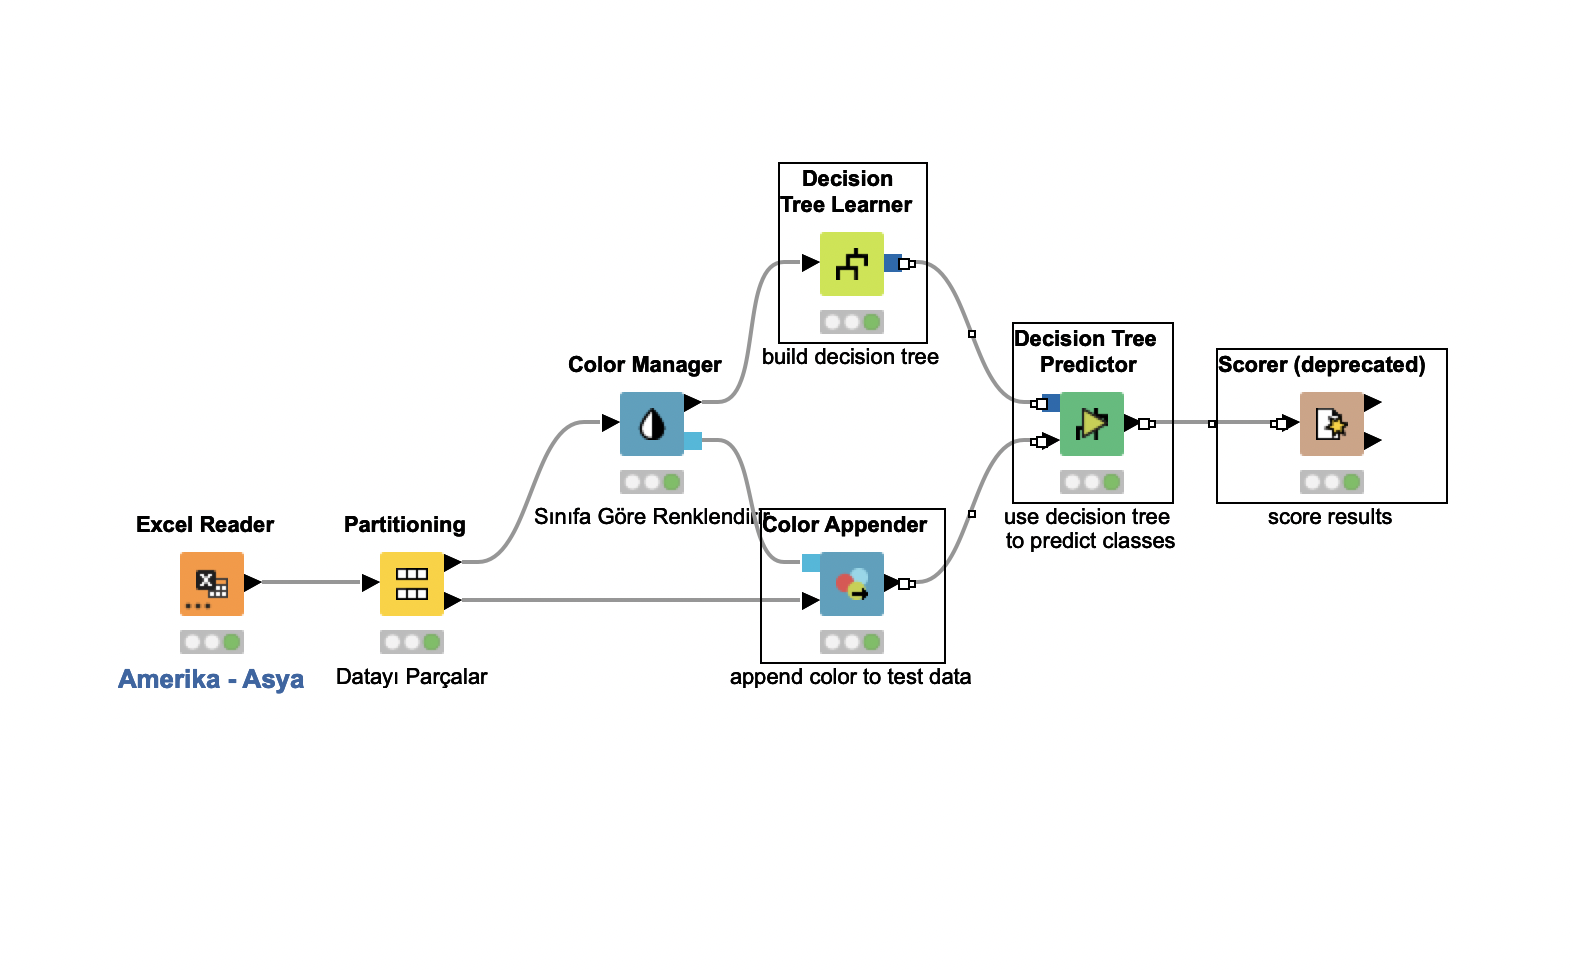 Decision
Tree Learner
build decision tree
Decision Tree
Predictor
use decision tree
to predict classes
Scorer (deprecated)
score results
Color Manager
Sınıfa Göre Renklendirir
Color Appender
append color to test data
Excel Reader
Amerika - Asya
Partitioning
Datayı Parçalar